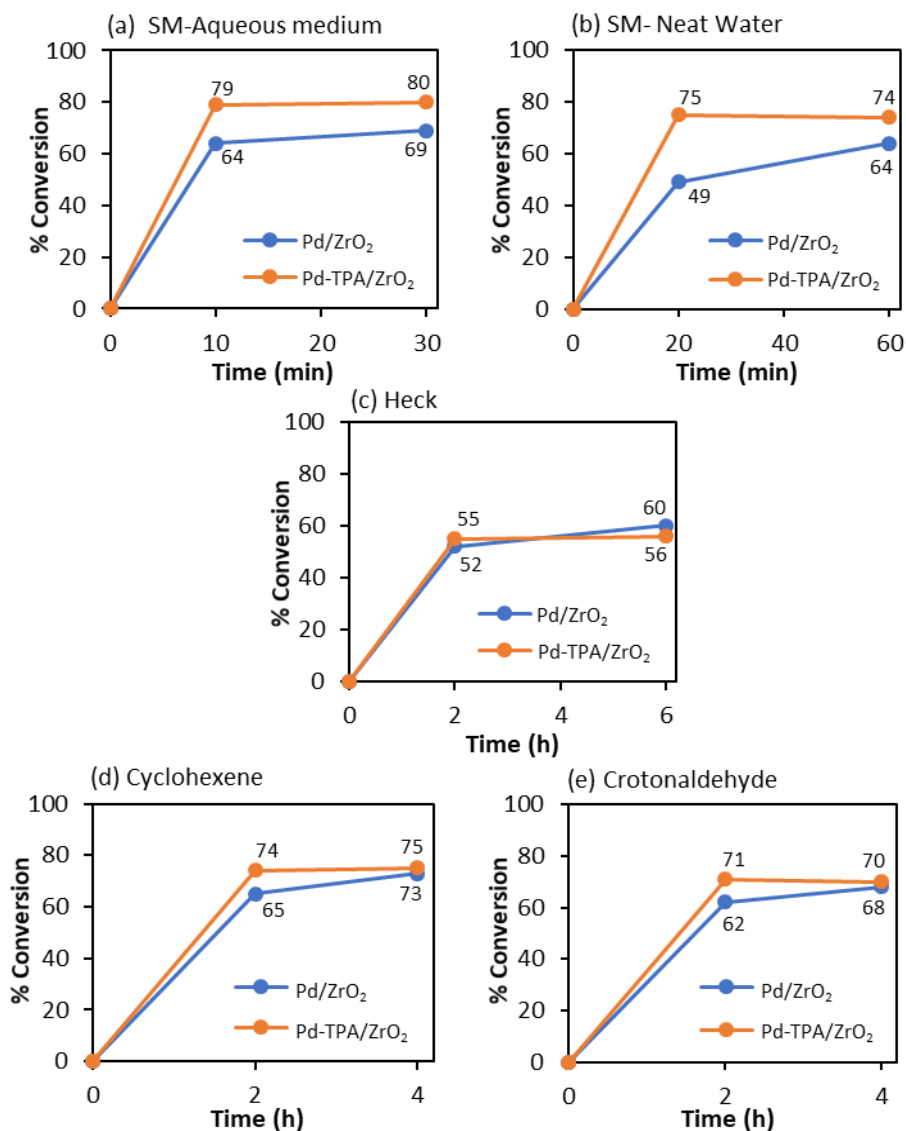 (a) SM-Aqueous medium
% Conversion
100
80
60
40
20
0
79
80
64
69
Pd/ZrO₂
Pd-TPA/ZrO₂
0 10 20 30
Time (min)
(b) SM- Neat Water
% Conversion
100
80
60
40
20
0
75
74
49
64
Pd/ZrO₂
Pd-TPA/ZrO₂
0 20 40 60
Time (min)
(c) Heck
% Conversion
100
80
60
40
20
0
55
60
52
56
Pd/ZrO₂
Pd-TPA/ZrO₂
0 2 4 6
Time (h)
(d) Cyclohexene
% Conversion
100
80
60
40
20
0
74
75
65
73
Pd/ZrO₂
Pd-TPA/ZrO₂
0 2 4
Time (h)
(e) Crotonaldehyde
% Conversion
100
80
60
40
20
0
71
70
62
68
Pd/ZrO₂
Pd-TPA/ZrO₂
0 2 4
Time (h)